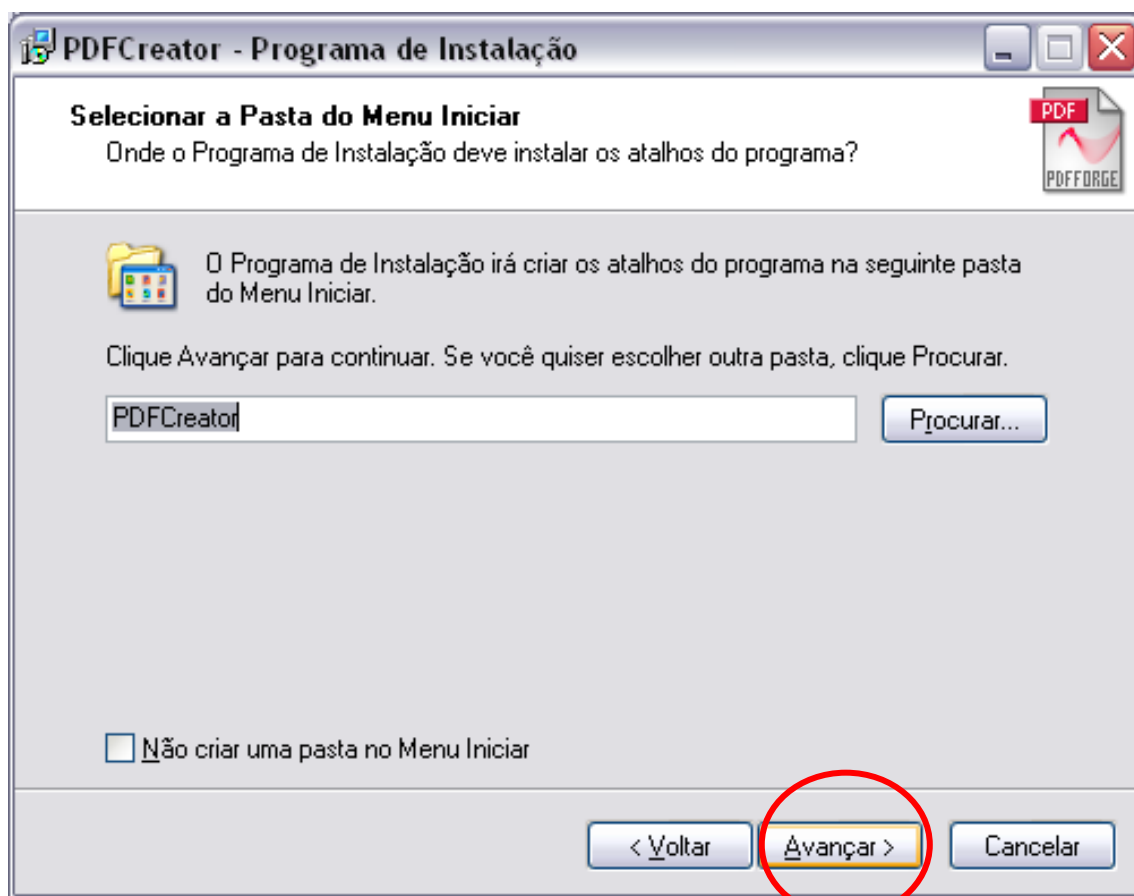 PDFCreator - Programa de Instalação
Selecionar a Pasta do Menu Iniciar
Onde o Programa de Instalação deve instalar os atalhos do programa?
PDF
PDFFORGE
O Programa de Instalação irá criar os atalhos do programa na seguinte pasta
do Menu Iniciar.
Clique Avançar para continuar. Se você quiser escolher outra pasta, clique Procurar.
PDFCreator
Procurar...
Não criar uma pasta no Menu Iniciar
< Voltar
Avançar >
Cancelar